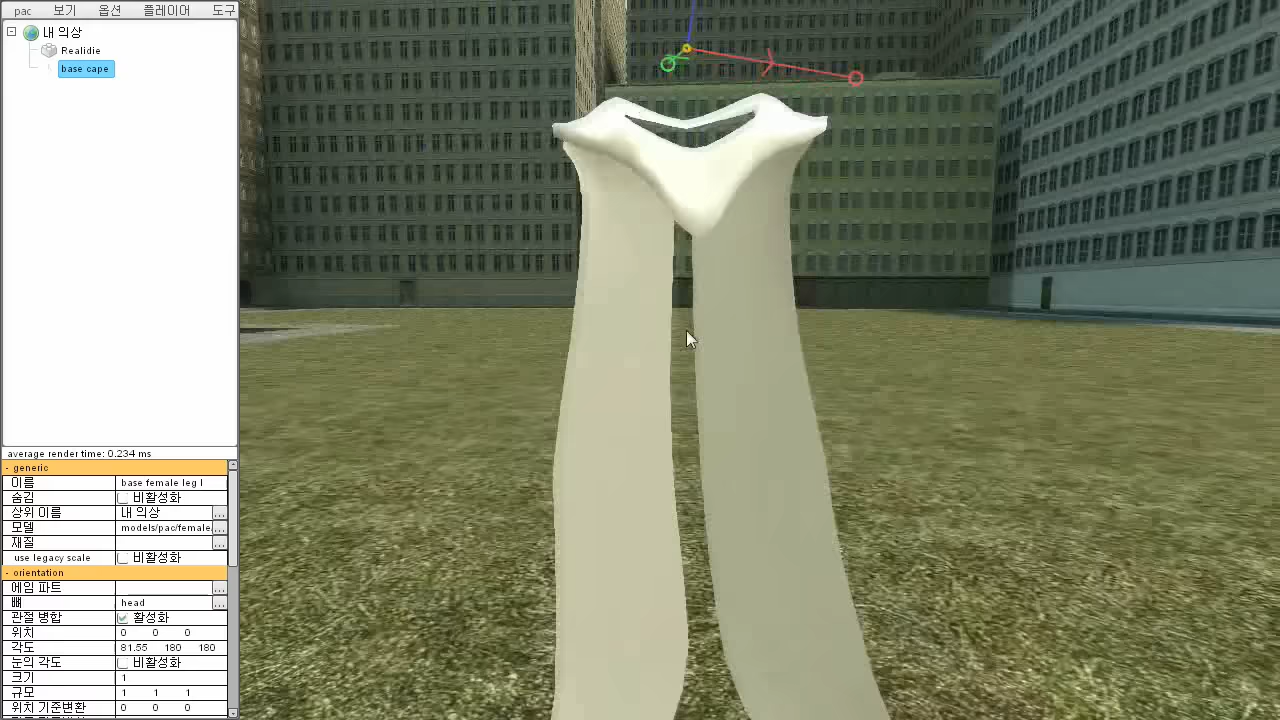 pac 보기 옵션 플레이어 도구
내 의상
Realidie
base cape
average render time: 0.234 ms
- generic
이름 base female leg l
숨김 비활성화
상위 이름 내 의상 ...
모델 models/pac/female ...
재질 ...
use legacy scale 비활성화
- orientation
에임 파트 ...
뼈 head ...
관절 병합 활성화
위치 0 0 0
각도 81.55 180 180
눈의 각도 비활성화
크기 1
규모 1 1 1
위치 기준변환 0 0 0